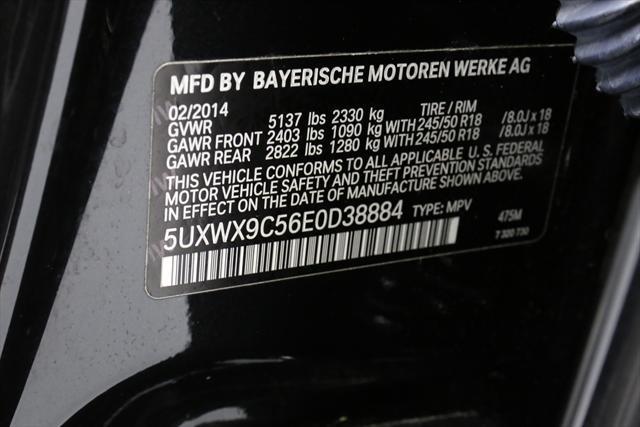 MFD BY BAYERISCHE MOTOREN WERKE AG
02/2014
GVWR 5137 lbs 2330 kg TIRE / RIM
GAWR FRONT 2403 lbs 1090 kg WITH 245/50 R18 /8.0J x 18
GAWR REAR 2822 lbs 1280 kg WITH 245/50 R18 /8.0J x 18
THIS VEHICLE CONFORMS TO ALL APPLICABLE U.S. FEDERAL
MOTOR VEHICLE SAFETY AND THEFT PREVENTION STANDARDS
IN EFFECT ON THE DATE OF MANUFACTURE SHOWN ABOVE.
5UXWX9C56E0D38884 TYPE: MPV 475M
7 320 730